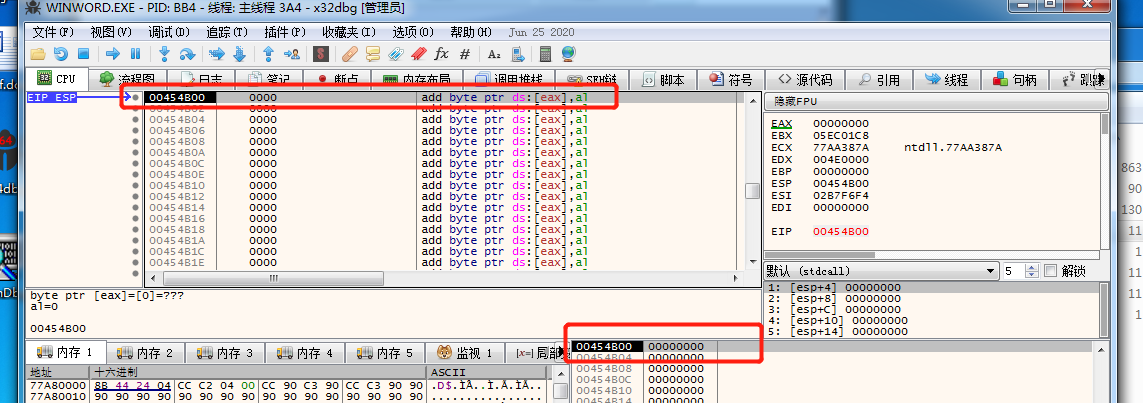 WINWORD.EXE - PID: BB4 - 线程: 主线程 3A4 - x32dbg [管理员]
文件(F) 视图(V) 调试(D) 追踪(T) 插件(P) 收藏夹(I) 选项(O) 帮助(H) Jun 25 2020
CPU 流程图 日志 笔记 断点 内存布局 调用堆栈 SEH链 脚本 符号 源代码 引用 线程 句柄 跟踪
EIP ESP
00454B00 0000 add byte ptr ds:[eax],al
00454B02 0000 add byte ptr ds:[eax],al
00454B04 0000 add byte ptr ds:[eax],al
00454B06 0000 add byte ptr ds:[eax],al
00454B08 0000 add byte ptr ds:[eax],al
00454B0A 0000 add byte ptr ds:[eax],al
00454B0C 0000 add byte ptr ds:[eax],al
00454B0E 0000 add byte ptr ds:[eax],al
00454B10 0000 add byte ptr ds:[eax],al
00454B12 0000 add byte ptr ds:[eax],al
00454B14 0000 add byte ptr ds:[eax],al
00454B16 0000 add byte ptr ds:[eax],al
00454B18 0000 add byte ptr ds:[eax],al
00454B1A 0000 add byte ptr ds:[eax],al
00454B1C 0000 add byte ptr ds:[eax],al
00454B1E 0000 add byte ptr ds:[eax],al
隐藏FPU
EAX 00000000
EBX 05EC01C8
ECX 77AA387A ntdll.77AA387A
EDX 004E0000
EBP 00000000
ESP 00454B00
ESI 02B7F6F4
EDI 00000000
EIP 00454B00
默认 (stdcall) 5 解锁
1: [esp+4] 00000000
2: [esp+8] 00000000
3: [esp+C] 00000000
4: [esp+10] 00000000
5: [esp+14] 00000000
byte ptr [eax]=[0]=???
al=0
00454B00
内存 1 内存 2 内存 3 内存 4 内存 5 监视 1 [x=] 局部
地址 十六进制 ASCII
77A80000 8B 44 24 04 CC C2 04 00 CC 90 C3 90 CC C3 90 90 .D$.ÌÂ..Ì.Ã.ÌÃ..
77A80010 90 90 90 90 90 90 90 90 90 90 90 90 90 90 90 90
00454B00 00000000
00454B04 00000000
00454B08 00000000
00454B0C 00000000
00454B10 00000000
00454B14 00000000